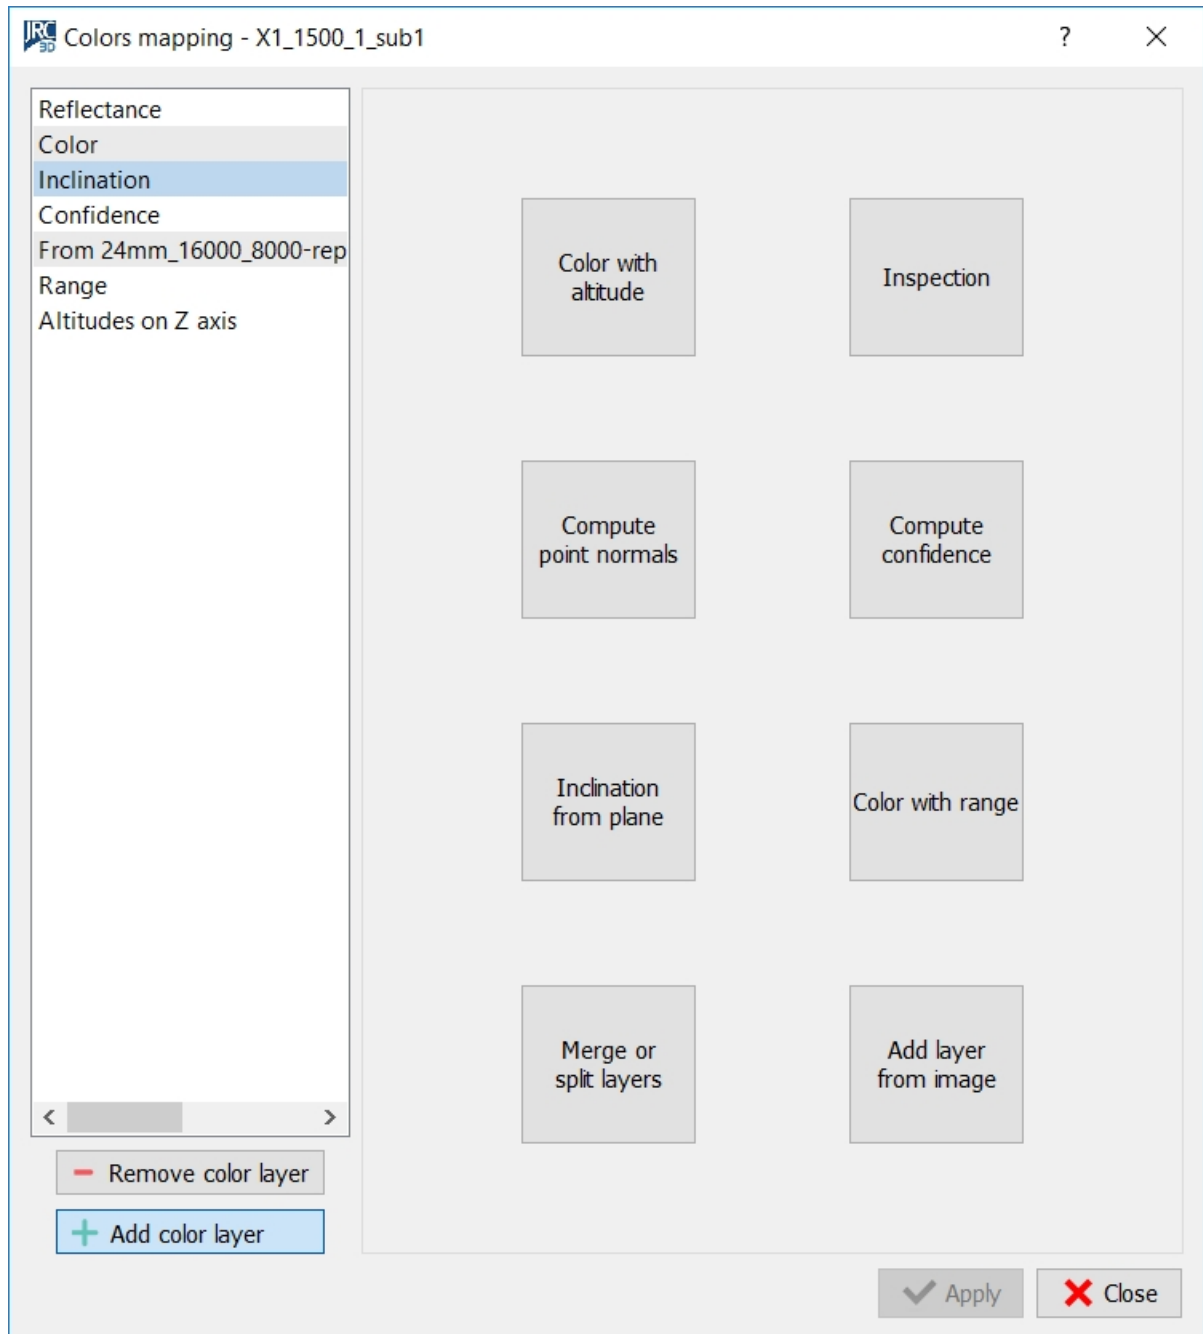 JRC 3D Colors mapping - X1_1500_1_sub1 ?
Reflectance
Color
Inclination
Confidence
From 24mm_16000_8000-rep
Range
Altitudes on Z axis
Remove color layer
Add color layer
Color with
altitude
Inspection
Compute
point normals
Compute
confidence
Inclination
from plane
Color with range
Merge or
split layers
Add layer
from image
Apply
Close